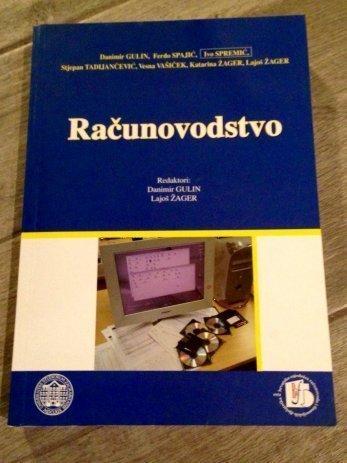 Danimir GULIN, Ferdo SPAJIĆ, Ivo SPREMIĆ,
Stjepan TADIJANČEVIĆ, Vesna VAŠIČEK, Katarina ŽAGER, Lajoš ŽAGER
Računovodstvo
Redaktori:
Danimir GULIN
Lajoš ŽAGER